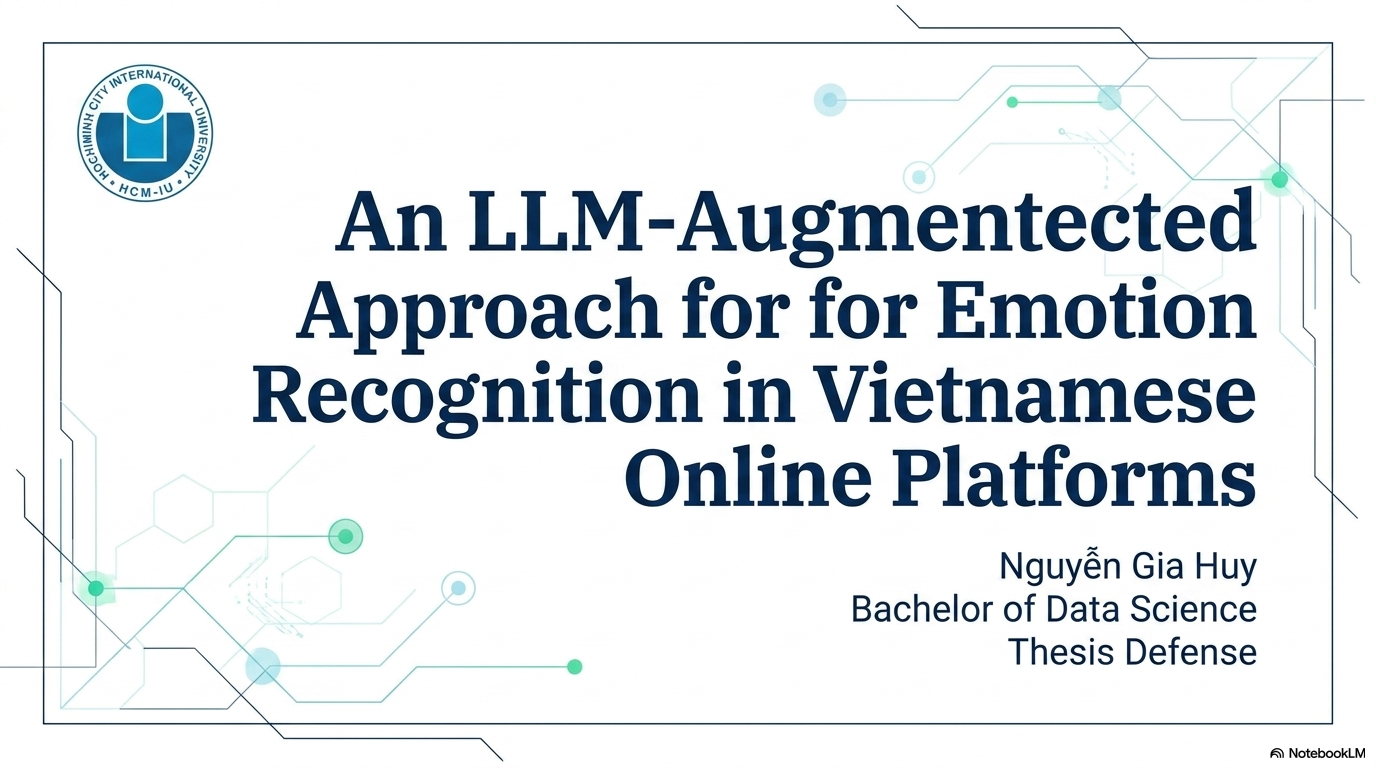 HOCHIMINH CITY INTERNATIONAL UNIVERSITY
• HCM-IU •
An LLM-Augmentected
Approach for for Emotion
Recognition in Vietnamese
Online Platforms
Nguyễn Gia Huy
Bachelor of Data Science
Thesis Defense
NotebookLM